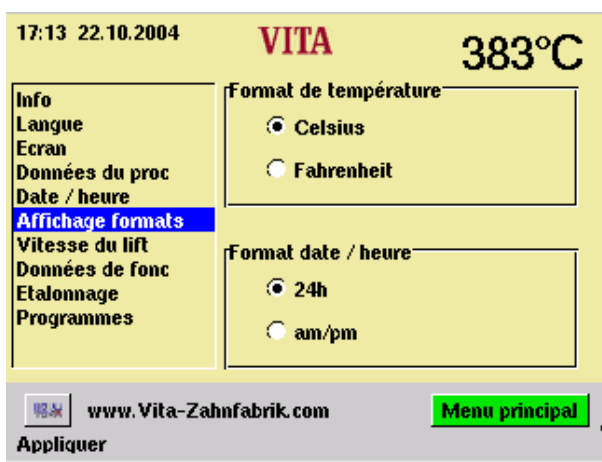 17:13 22.10.2004
VITA
383°C
Info
Langue
Ecran
Données du proc
Date / heure
Affichage formats
Vitesse du lift
Données de fonc
Etalonnage
Programmes
Format de température
Celsius
Fahrenheit
Format date / heure
24h
am/pm
www.Vita-Zahnfabrik.com
Menu principal
Appliquer